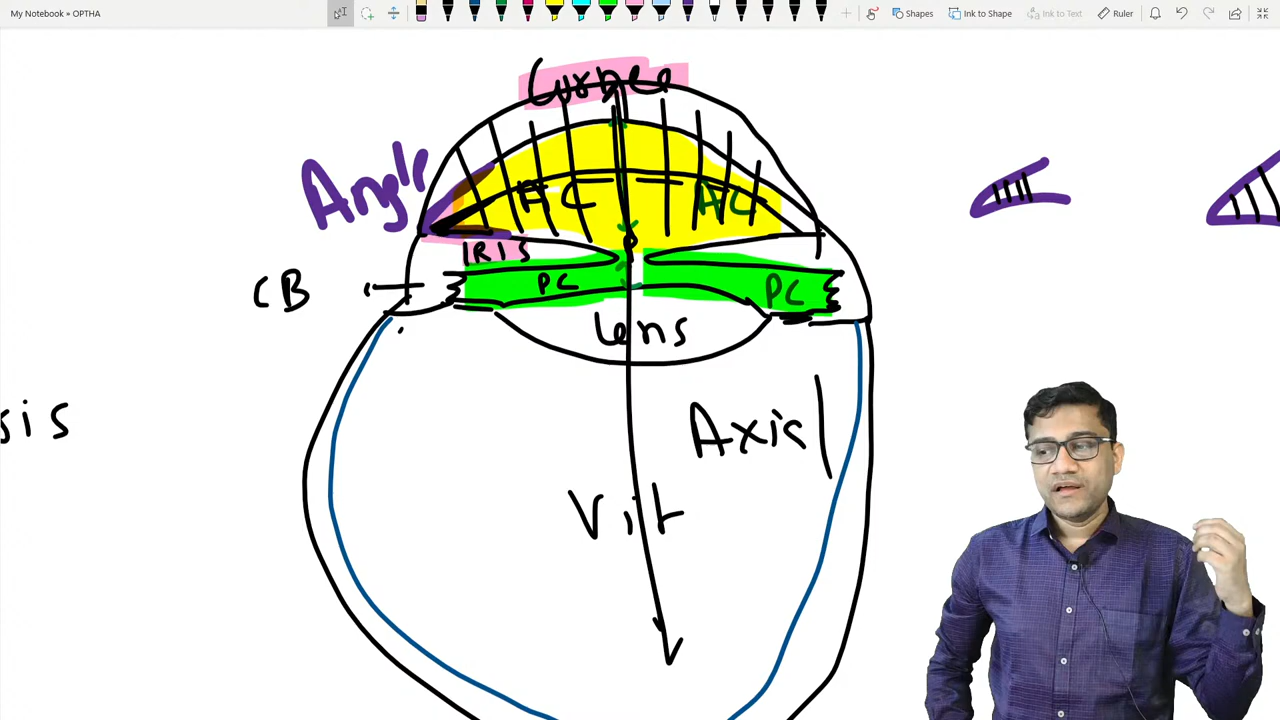 My Notebook » OPTHA
Shapes
Ink to Shape
Ink to Text
Ruler
Cornea
Angle
AC
AC
IRIS
CB
PC
PC
Lens
sis
Axial
Vit